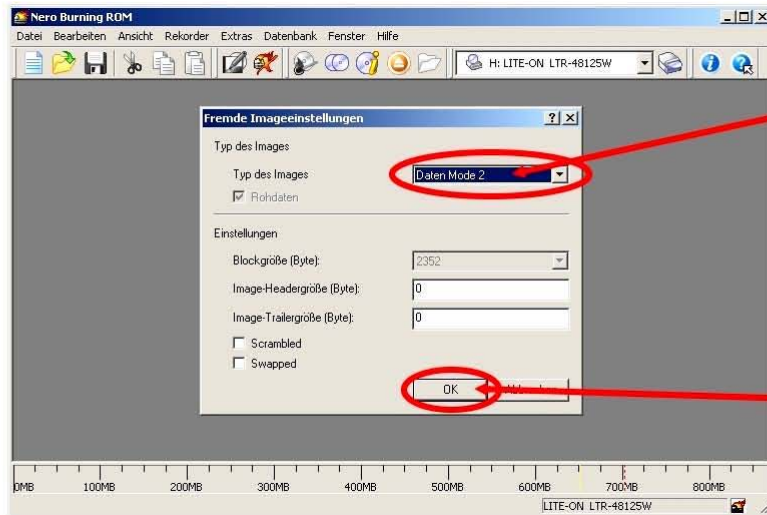 Nero Burning ROM
Datei Bearbeiten Ansicht Rekorder Extras Datenbank Fenster Hilfe
H: LITE-ON LTR-48125W
Fremde Imageeinstellungen
Typ des Images
Typ des Images Daten Mode 2
Rohdaten
Einstellungen
Blockgröße (Byte): 2352
Image-Headergröße (Byte): 0
Image-Trailergröße (Byte): 0
Scrambled
Swapped
OK
0MB 100MB 200MB 300MB 400MB 500MB 600MB 700MB 800MB
LITE-ON LTR-48125W